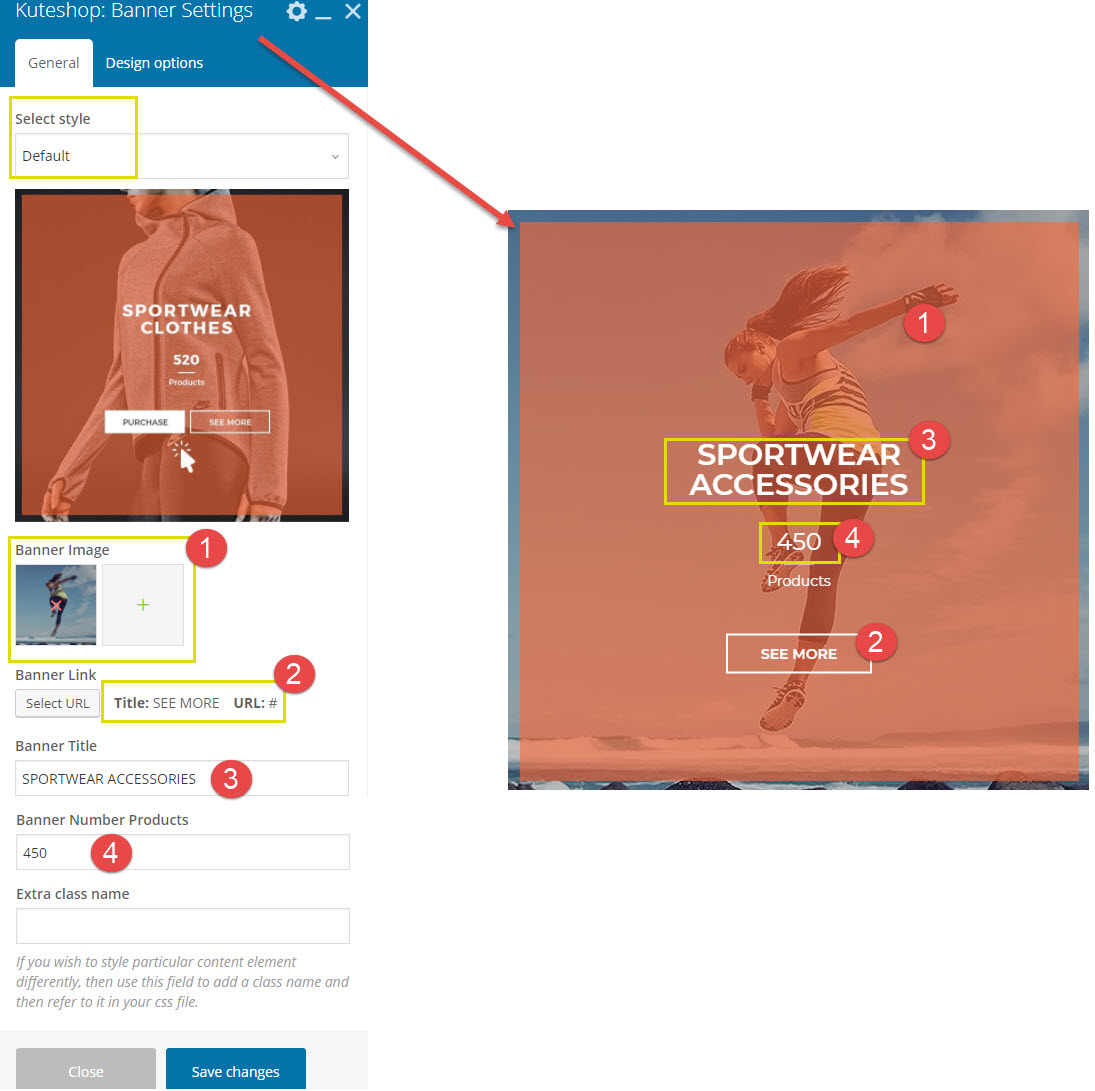 Kuteshop: Banner Settings
General
Design options
Select style
Default
SPORTWEAR
CLOTHES
520
Products
PURCHASE
SEE MORE
Banner Image
1
+
Banner Link
2
Select URL
Title: SEE MORE URL: #
Banner Title
SPORTWEAR ACCESSORIES
3
Banner Number Products
450
4
Extra class name
If you wish to style particular content element
differently, then use this field to add a class name and
then refer to it in your css file.
Close
Save changes
1
SPORTWEAR
ACCESSORIES
3
450
4
Products
SEE MORE
2